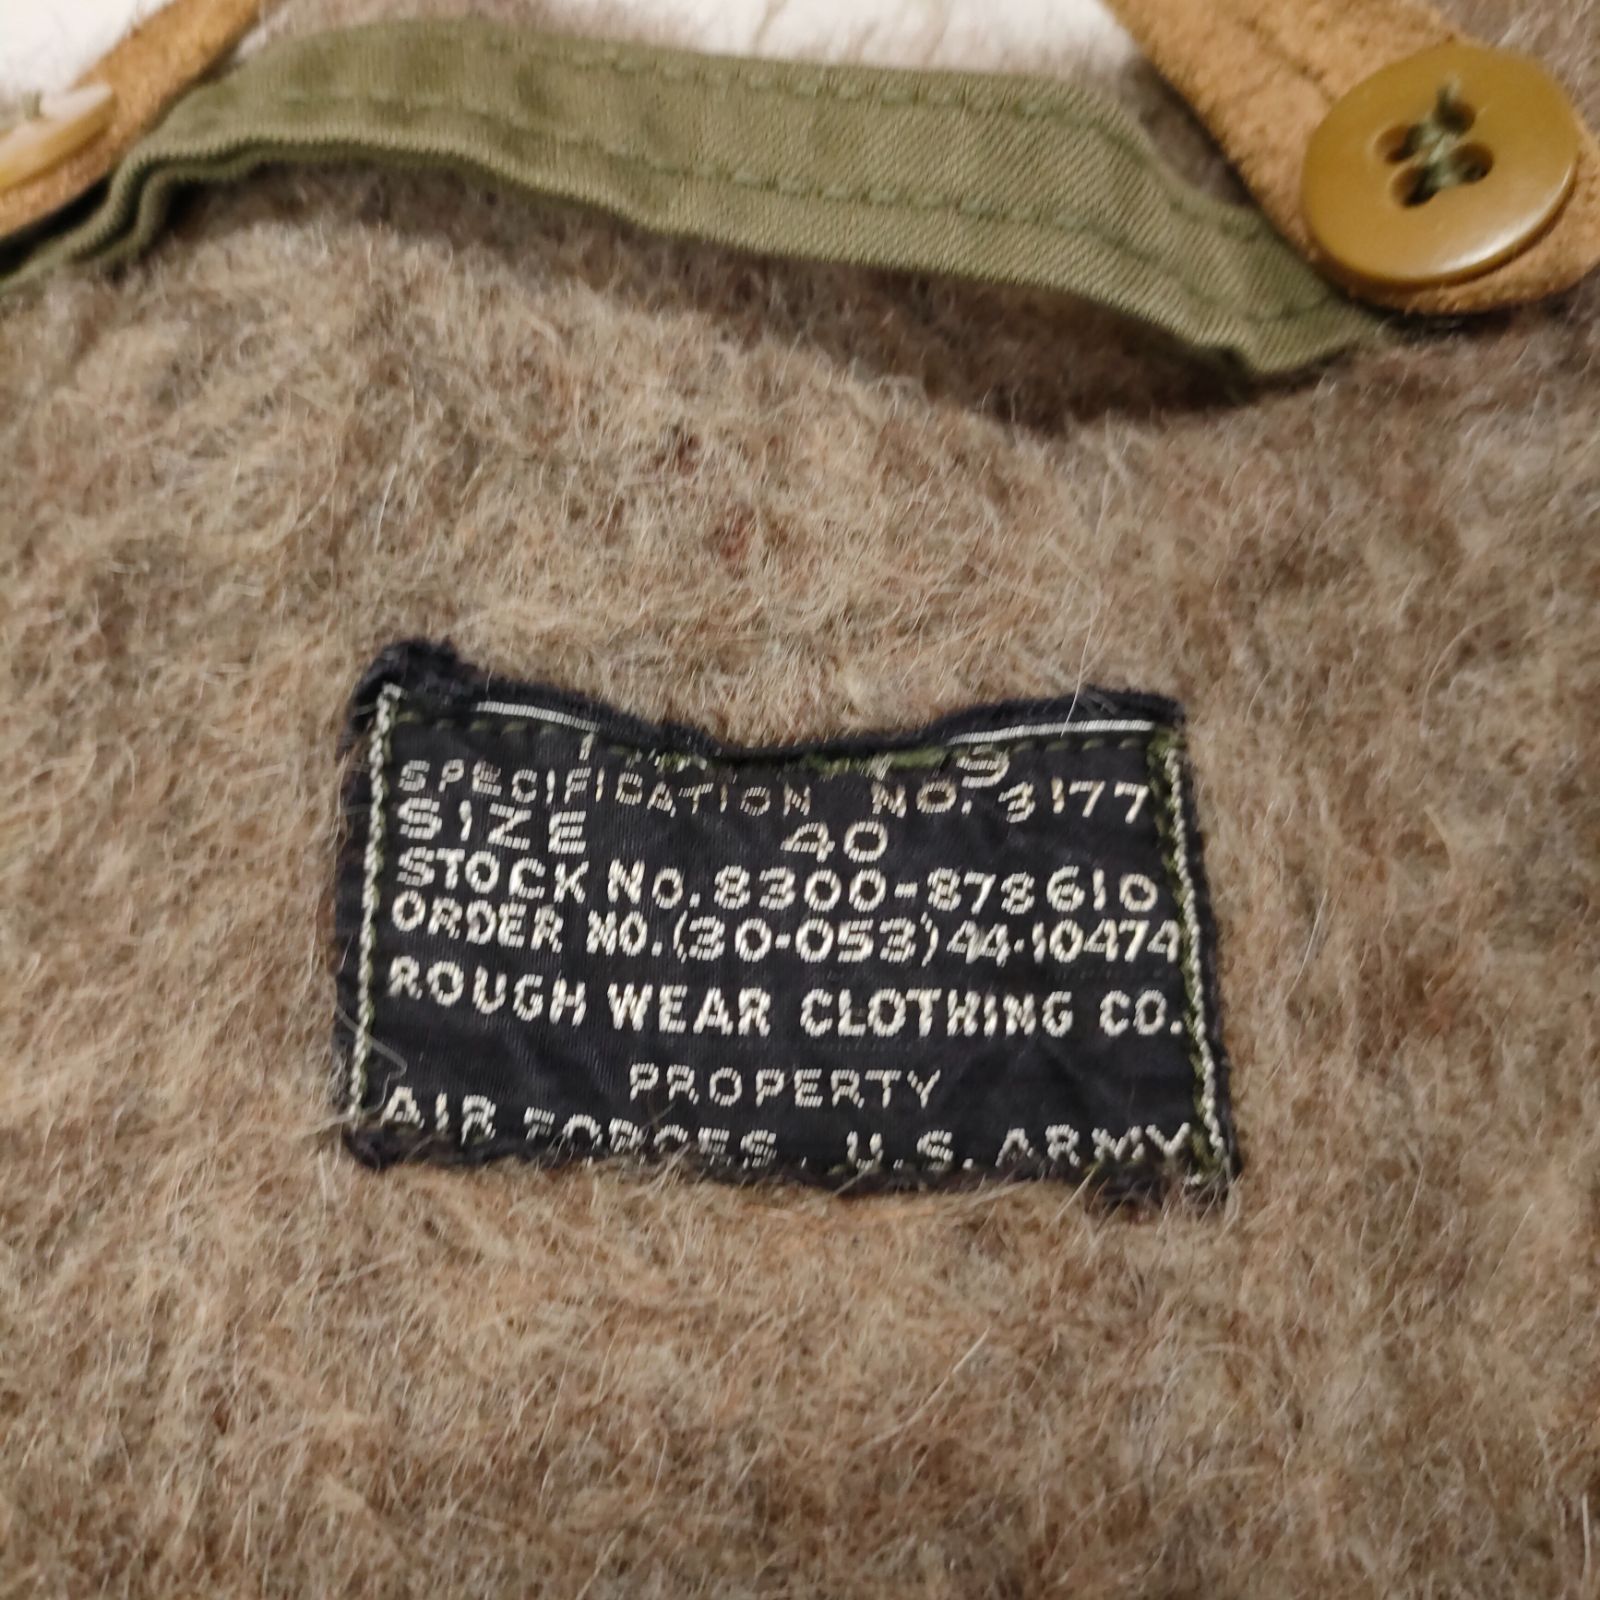 SPECIFICATION NO. 3177
SIZE 40
STOCK NO. 8300-878610
ORDER NO. (30-053) 44-10474
ROUGH WEAR CLOTHING CO.
PROPERTY
AIR FORCES, U.S. ARMY